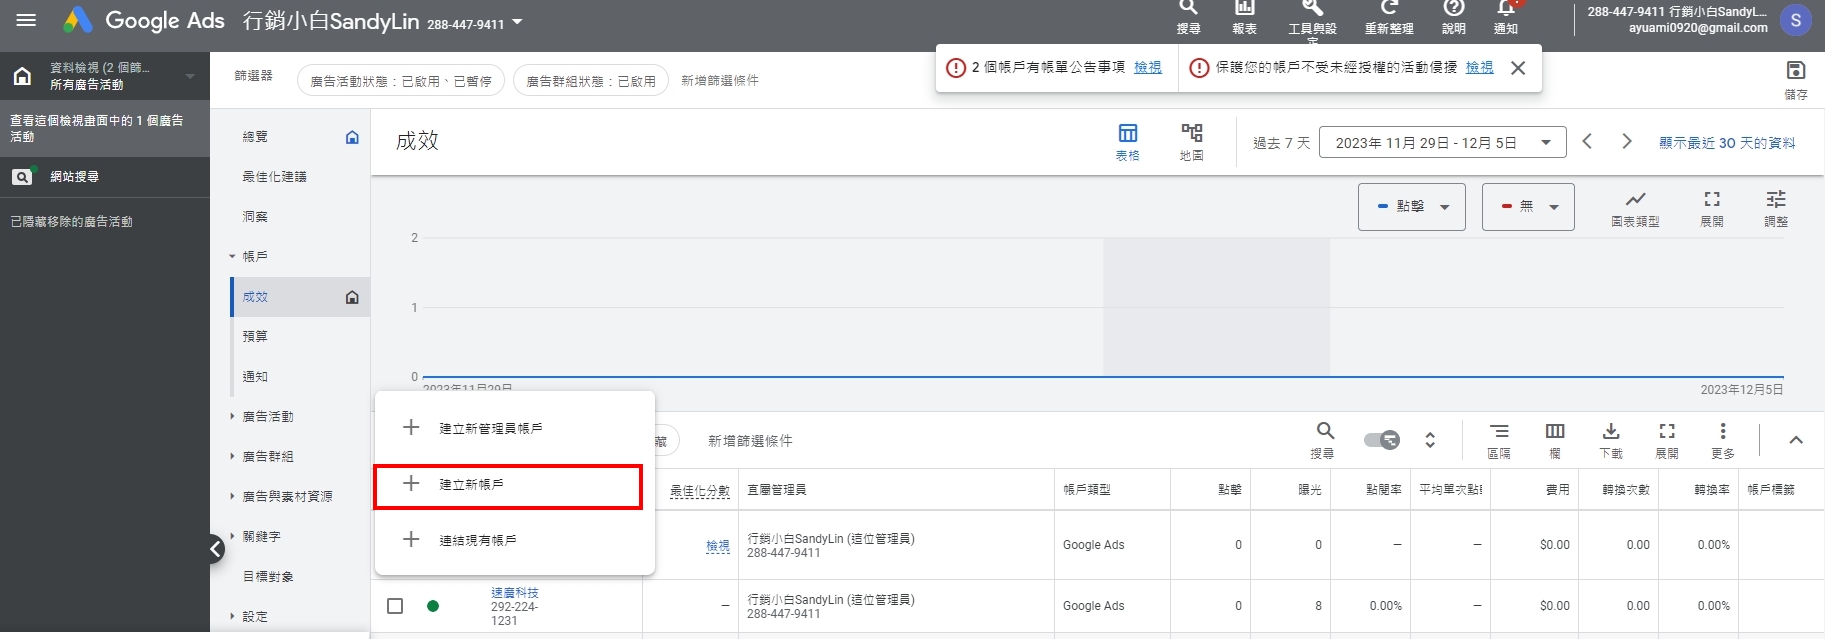 Google Ads
行銷小白SandyLin 288-447-9411
搜尋
報表
工具與設定
重新整理
說明
通知
288-447-9411 行銷小白SandyL...
ayuami0920@gmail.com
S
資料檢視 (2 個篩...
所有廣告活動
查看這個檢視畫面中的 1 個廣告
活動
網站搜尋
已隱藏移除的廣告活動
篩選器
廣告活動狀態：已啟用、已暫停
廣告群組狀態：已啟用
新增篩選條件
2 個帳戶有帳單公告事項 檢視
保護您的帳戶不受未經授權的活動侵擾 檢視
儲存
總覽
最佳化建議
洞察
帳戶
成效
預算
通知
廣告活動
廣告群組
廣告與素材資源
關鍵字
目標對象
設定
成效
表格
地圖
過去 7 天
2023年 11月 29日 - 12月 5日
顯示最近 30 天的資料
點擊
無
圖表類型
展開
調整
2
1
0
2023年11月29日
2023年12月5日
建立新管理員帳戶
建立新帳戶
連結現有帳戶
藏
新增篩選條件
搜尋
區隔
欄
下載
展開
更多
最佳化分數 直屬管理員 帳戶類型 點擊 曝光 點閱率 平均單次點 費用 轉換次數 轉換率 帳戶標籤
檢視 行銷小白SandyLin (這位管理員) Google Ads 0 0 — — $0.00 0.00 0.00%
288-447-9411
速廣科技 — 行銷小白SandyLin (這位管理員) Google Ads 0 8 0.00% — $0.00 0.00 0.00%
292-224- 288-447-9411
1231